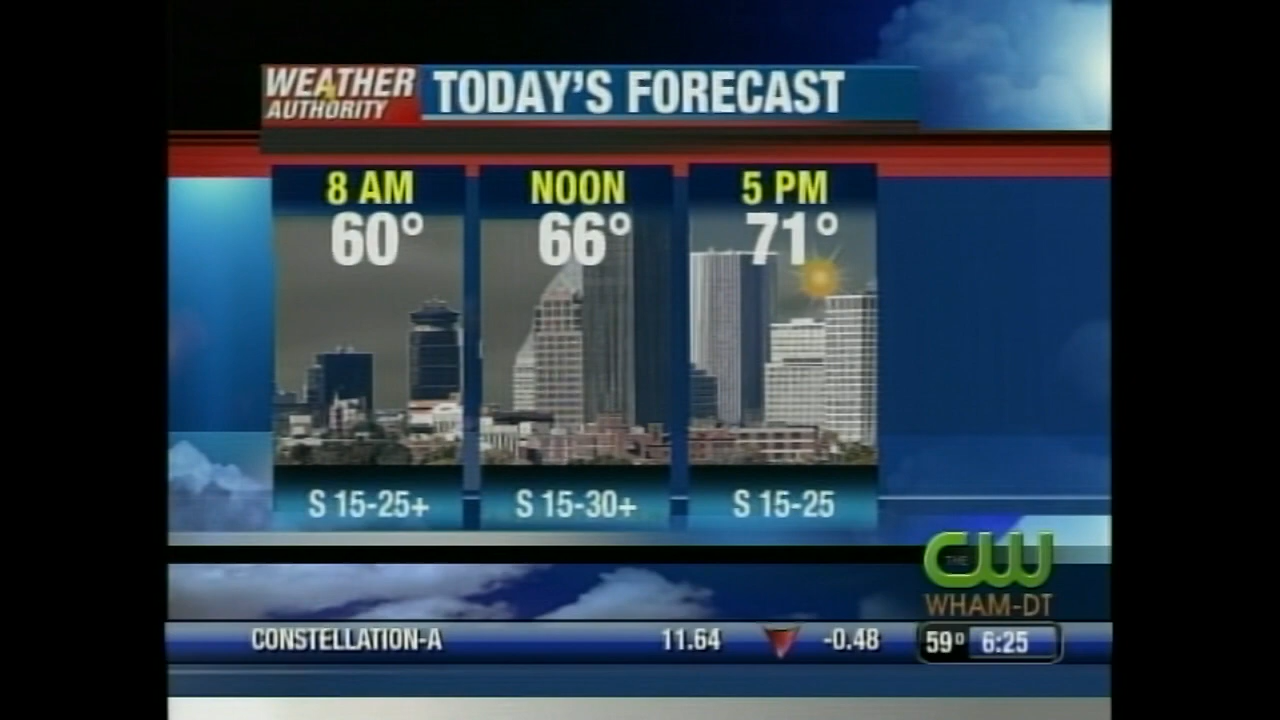 WEATHER
AUTHORITY
TODAY'S FORECAST
8 AM
60°
S 15-25+
NOON
66°
S 15-30+
5 PM
71°
S 15-25
THE CW
WHAM-DT
CONSTELLATION-A 11.64 -0.48
59° 6:25